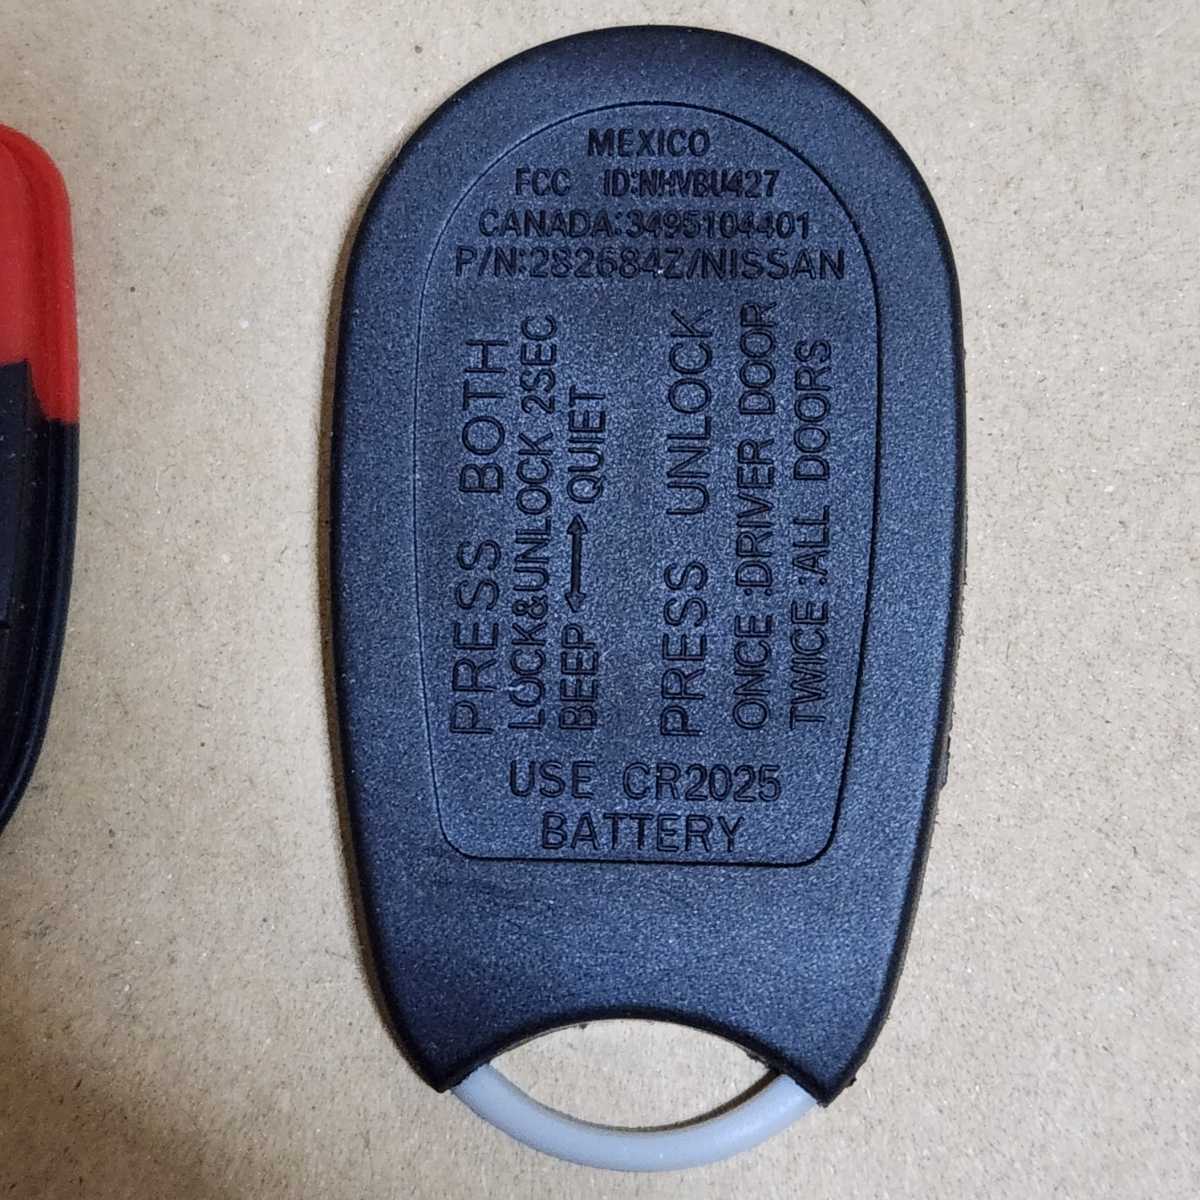 MEXICO
FCC ID:NHVBU427
CANADA:3495104401
P/N:282684Z/NISSAN
PRESS BOTH
LOCK&UNLOCK 2SEC
BEEP ←→ QUIET
PRESS UNLOCK
ONCE :DRIVER DOOR
TWICE :ALL DOORS
USE CR2025
BATTERY